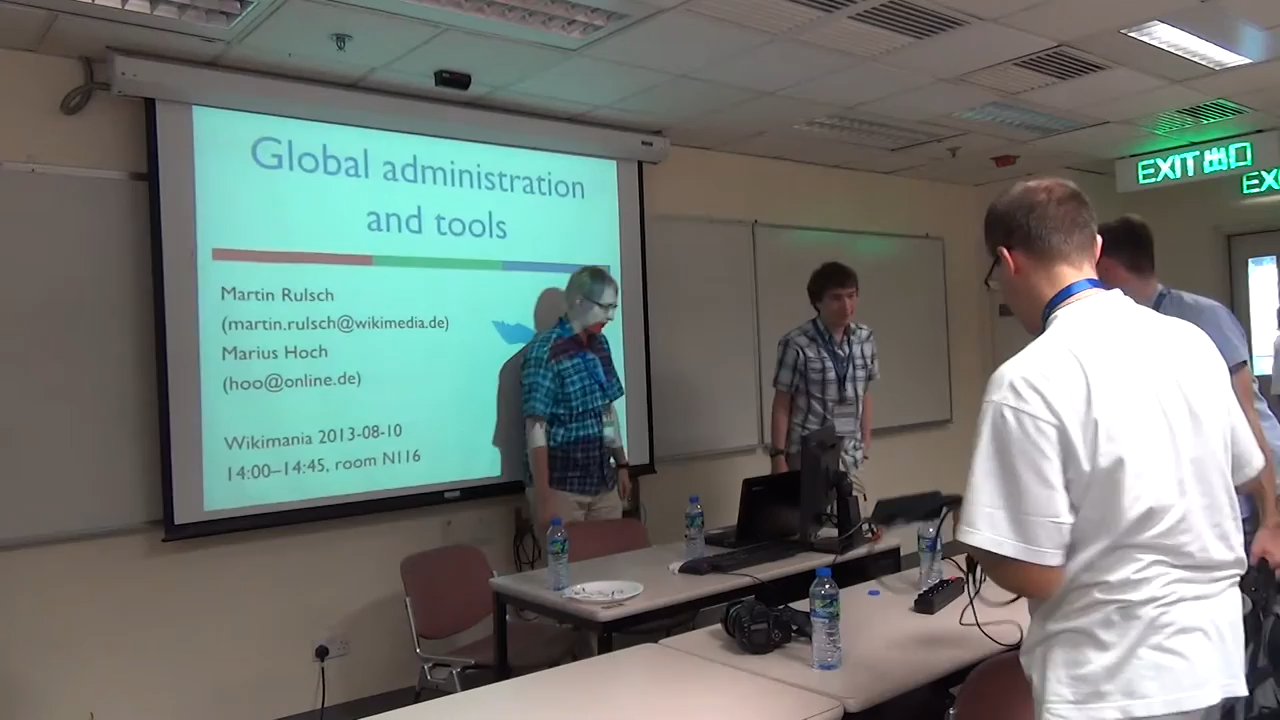 Global administration
and tools
Martin Rulsch
(martin.rulsch@wikimedia.de)
Marius Hoch
(hoo@online.de)
Wikimania 2013-08-10
14:00–14:45, room N116
EXIT 出口
EX